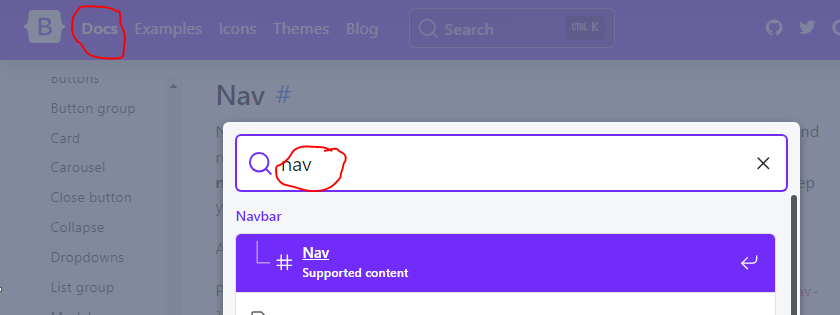 B Docs Examples Icons Themes Blog Search CTRL K
Buttons
Button group
Card
Carousel
Close button
Collapse
Dropdowns
List group
Nav #
nav
Navbar
Nav
Supported content